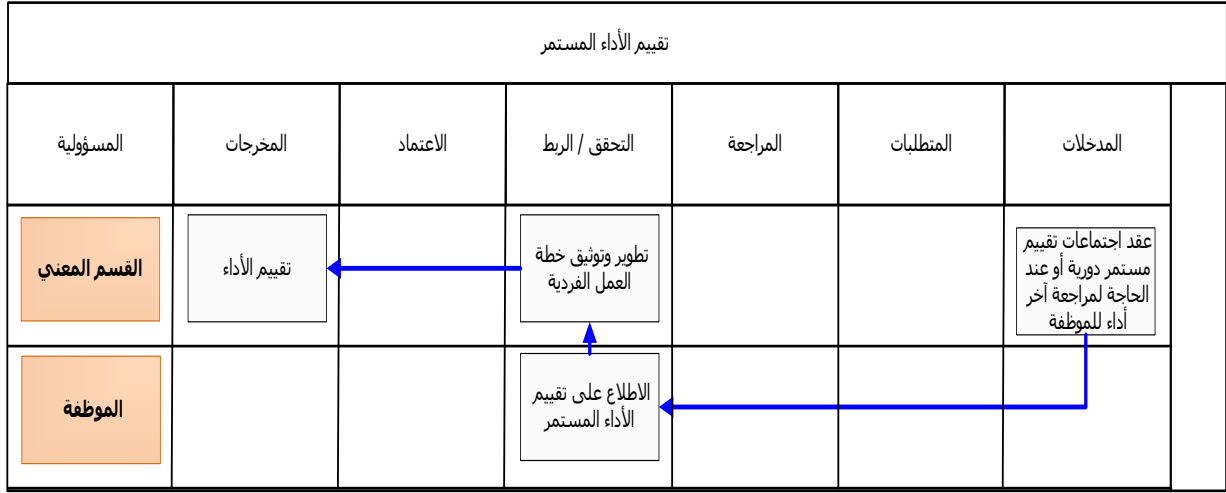 تقييم الأداء المستمر
المدخلات
المتطلبات
المراجعة
التحقق / الربط
الاعتماد
المخرجات
المسؤولية
عقد اجتماعات تقييم
مستمر دورية أو عند
الحاجة لمراجعة آخر
أداء للموظفة
تطوير وتوثيق خطة
العمل الفردية
تقييم الأداء
القسم المعني
الاطلاع على تقييم
الأداء المستمر
الموظفة